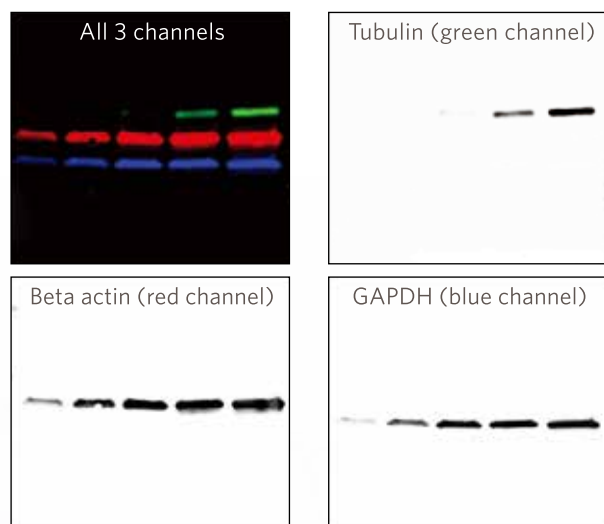 All 3 channels
Tubulin (green channel)
Beta actin (red channel)
GAPDH (blue channel)